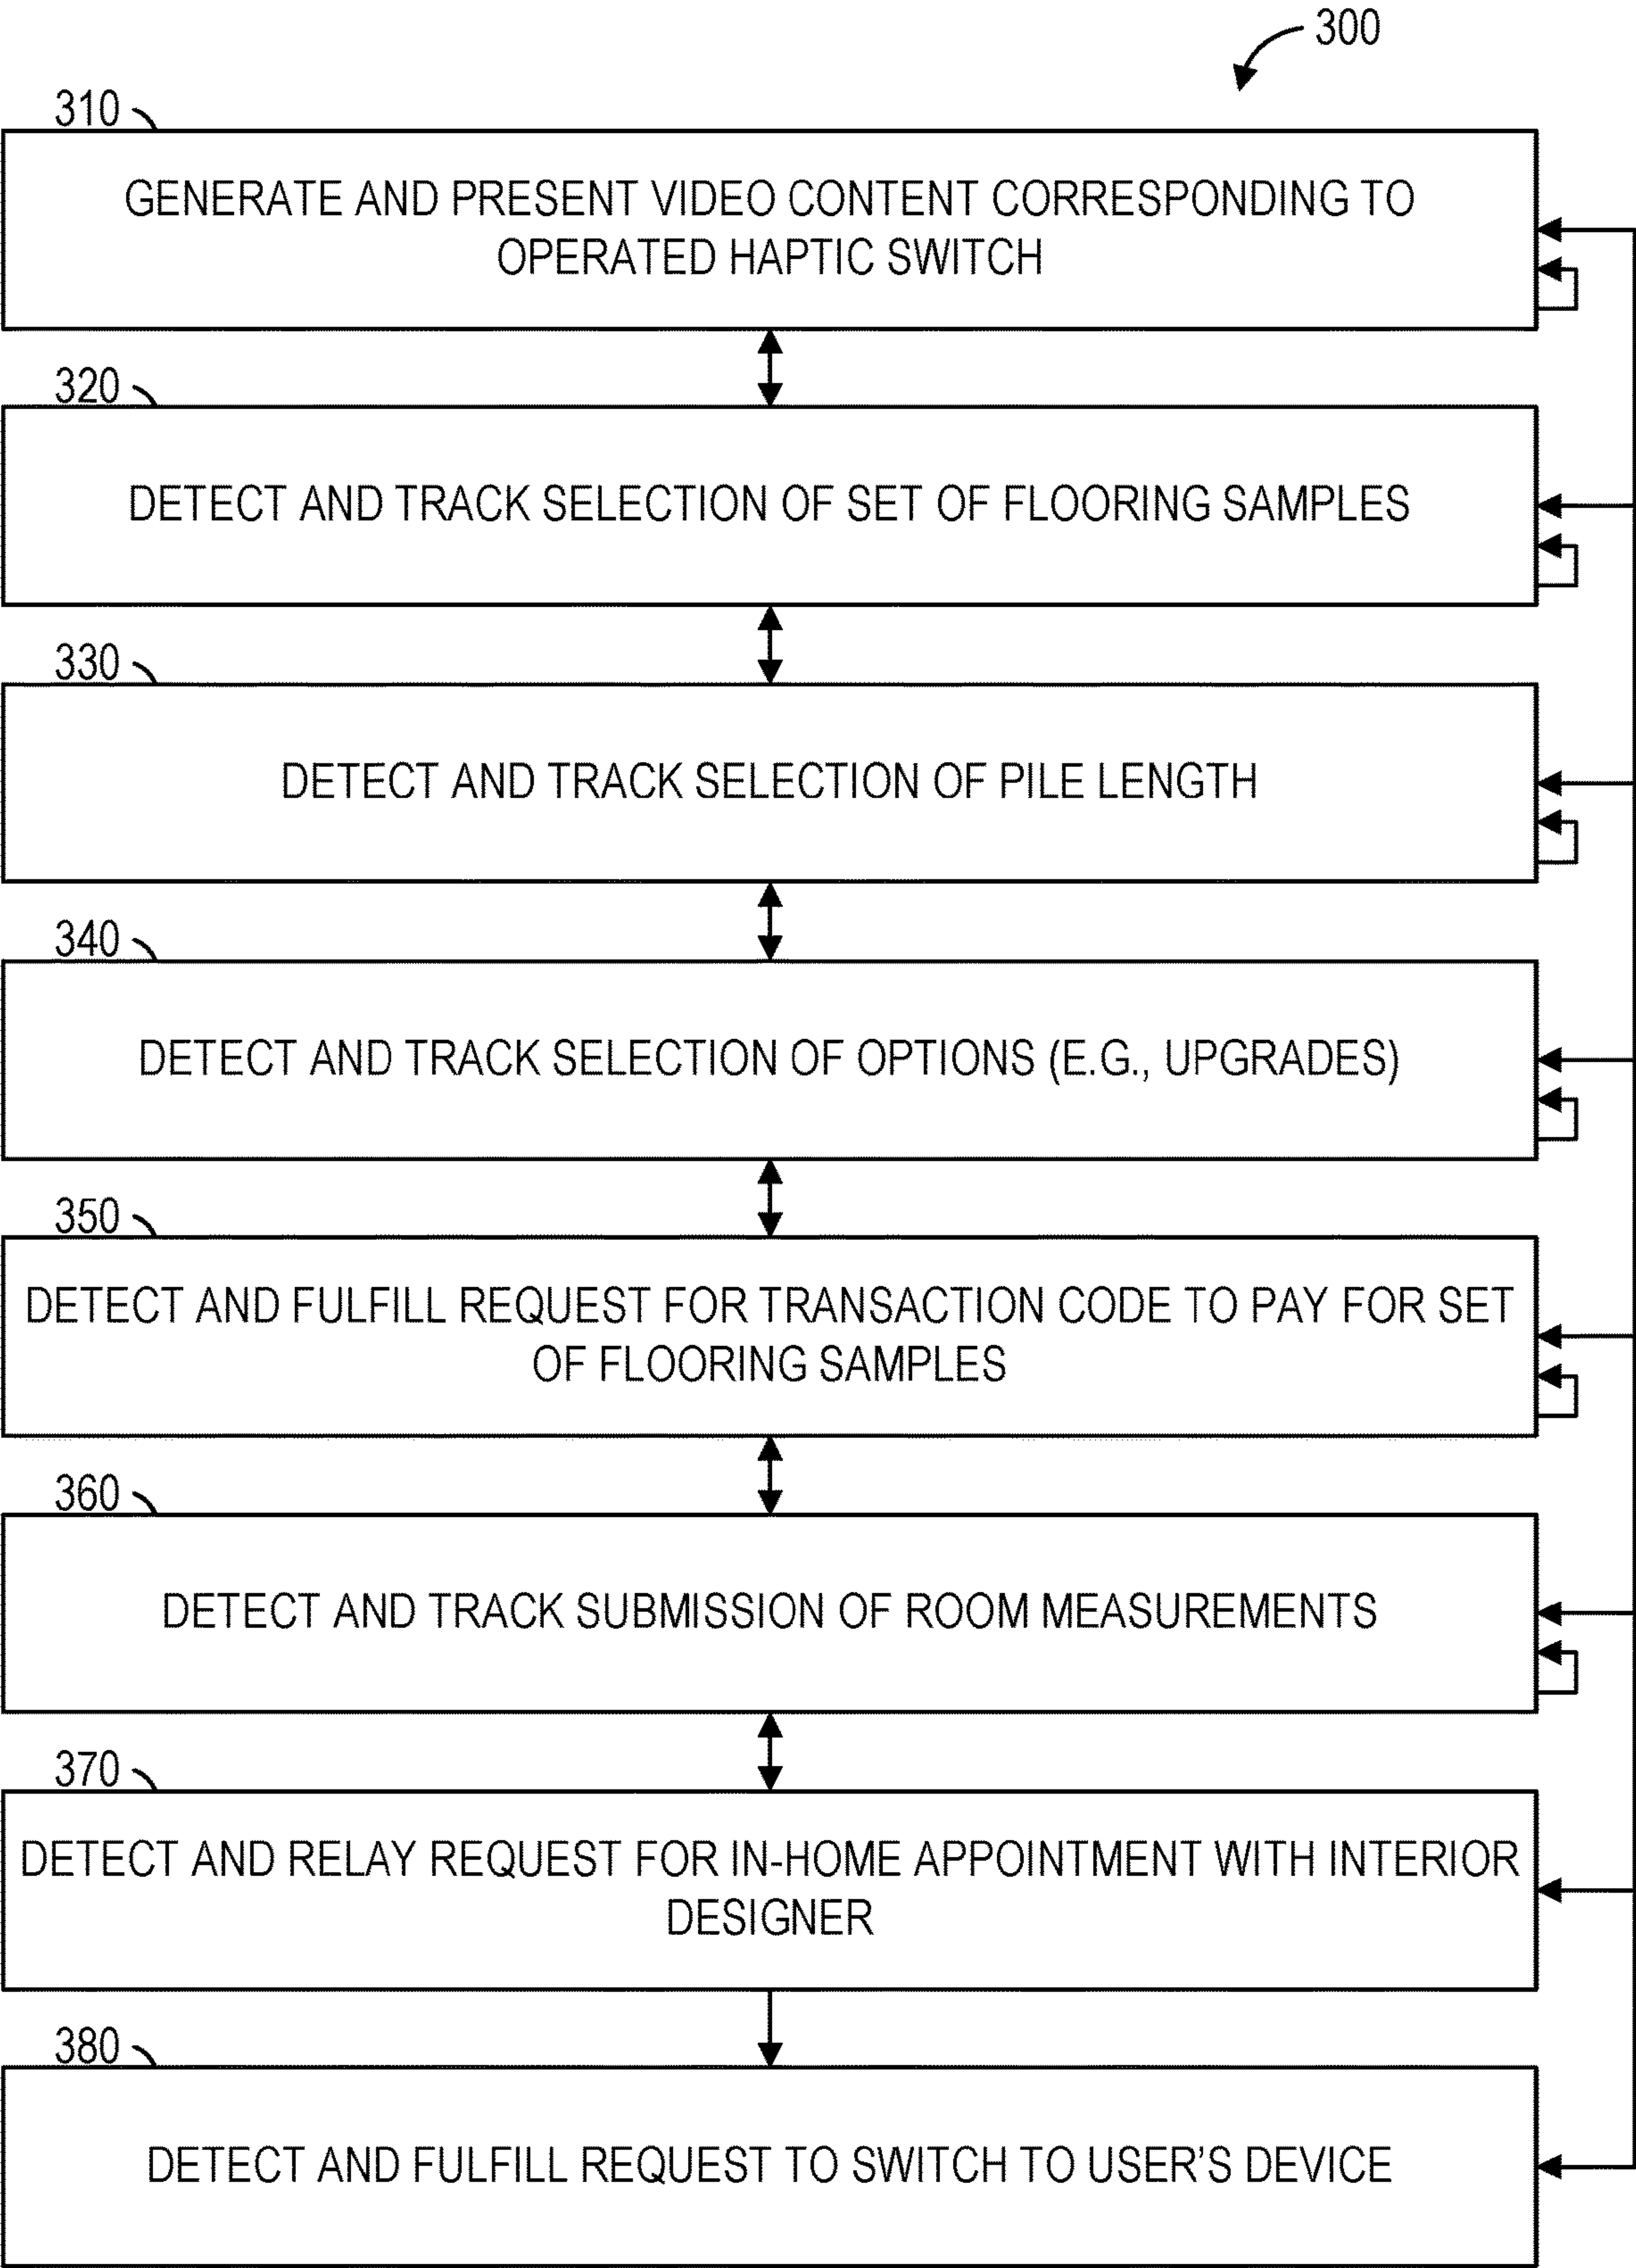 300
310
GENERATE AND PRESENT VIDEO CONTENT CORRESPONDING TO
OPERATED HAPTIC SWITCH
320
DETECT AND TRACK SELECTION OF SET OF FLOORING SAMPLES
330
DETECT AND TRACK SELECTION OF PILE LENGTH
340
DETECT AND TRACK SELECTION OF OPTIONS (E.G., UPGRADES)
350
DETECT AND FULFILL REQUEST FOR TRANSACTION CODE TO PAY FOR SET
OF FLOORING SAMPLES
360
DETECT AND TRACK SUBMISSION OF ROOM MEASUREMENTS
370
DETECT AND RELAY REQUEST FOR IN-HOME APPOINTMENT WITH INTERIOR
DESIGNER
380
DETECT AND FULFILL REQUEST TO SWITCH TO USER’S DEVICE